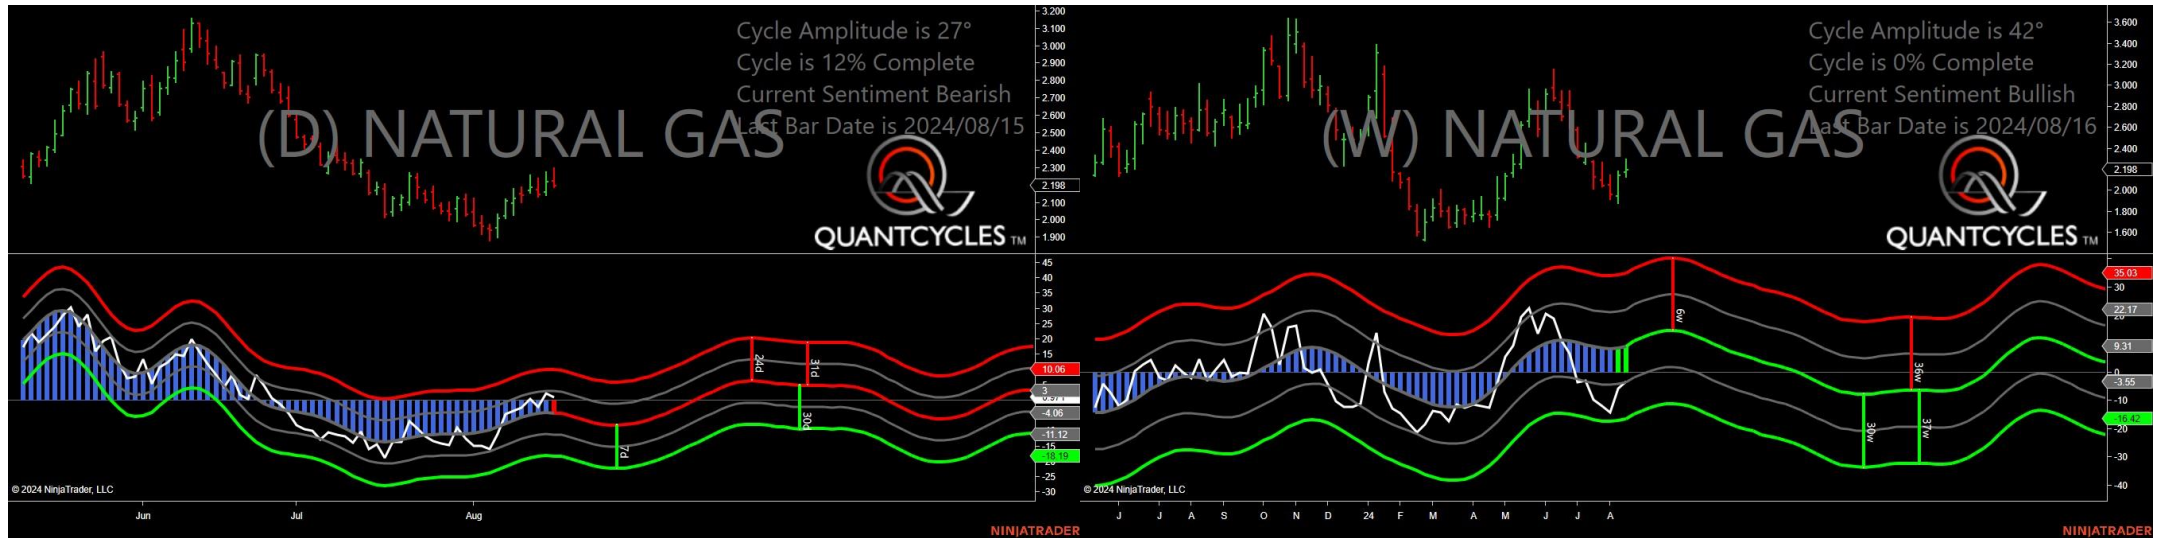 Cycle Amplitude is 27°
Cycle is 12% Complete
Current Sentiment Bearish
Last Bar Date is 2024/08/15
(D) NATURAL GAS
QUANTCYCLES TM
3.200
3.100
3.000
2.900
2.800
2.700
2.600
2.500
2.400
2.300
2.198
2.100
2.000
1.900
45
40
35
30
25
20
15
10.06
3
-4.06
-11.12
-15
-18.19
-25
-30
24d
31d
30d
7d
© 2024 NinjaTrader, LLC
Jun
Jul
Aug
NINJATRADER
Cycle Amplitude is 42°
Cycle is 0% Complete
Current Sentiment Bullish
Last Bar Date is 2024/08/16
(W) NATURAL GAS
QUANTCYCLES TM
3.600
3.400
3.200
3.000
2.800
2.600
2.400
2.198
2.000
1.800
1.600
35.03
30
22.17
9.31
0
-3.55
-10
-16.42
-20
-30
-40
6w
36w
30w
37w
© 2024 NinjaTrader, LLC
J
J
A
S
O
N
D
24
F
M
A
M
J
J
A
NINJATRADER